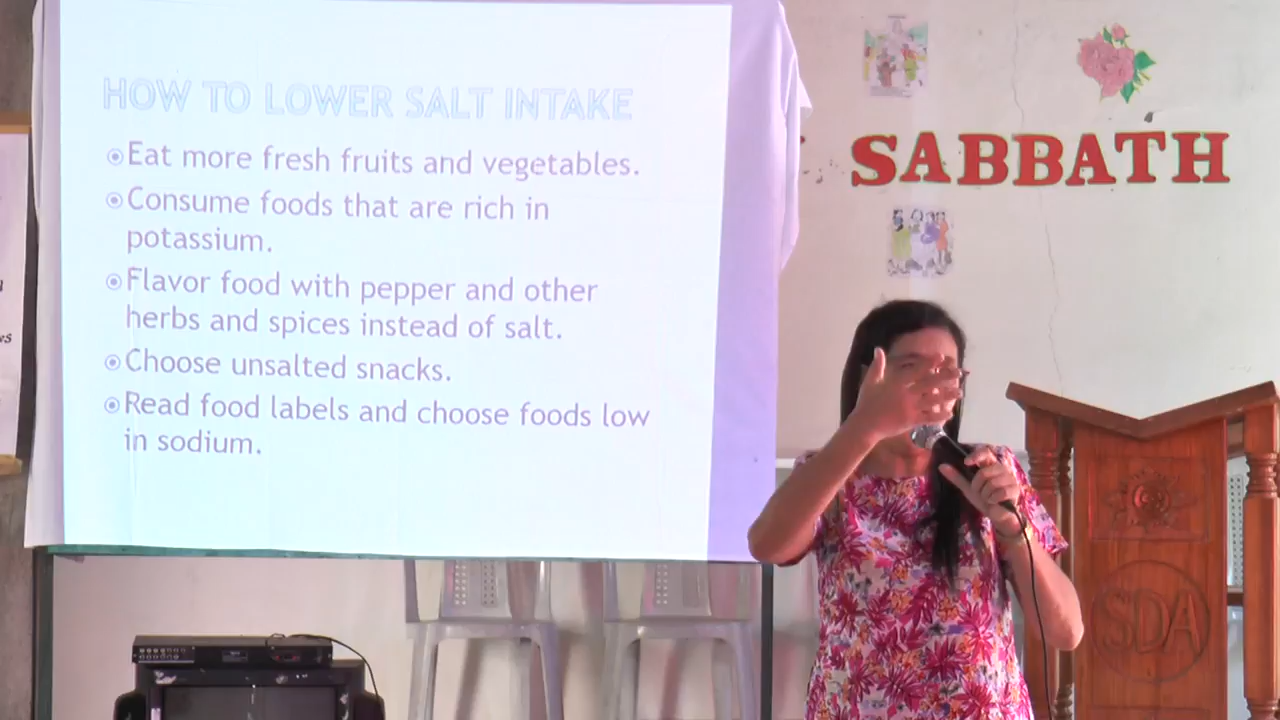 HOW TO LOWER SALT INTAKE
Eat more fresh fruits and vegetables.
Consume foods that are rich in
potassium.
Flavor food with pepper and other
herbs and spices instead of salt.
Choose unsalted snacks.
Read food labels and choose foods low
in sodium.
SABBATH
SDA